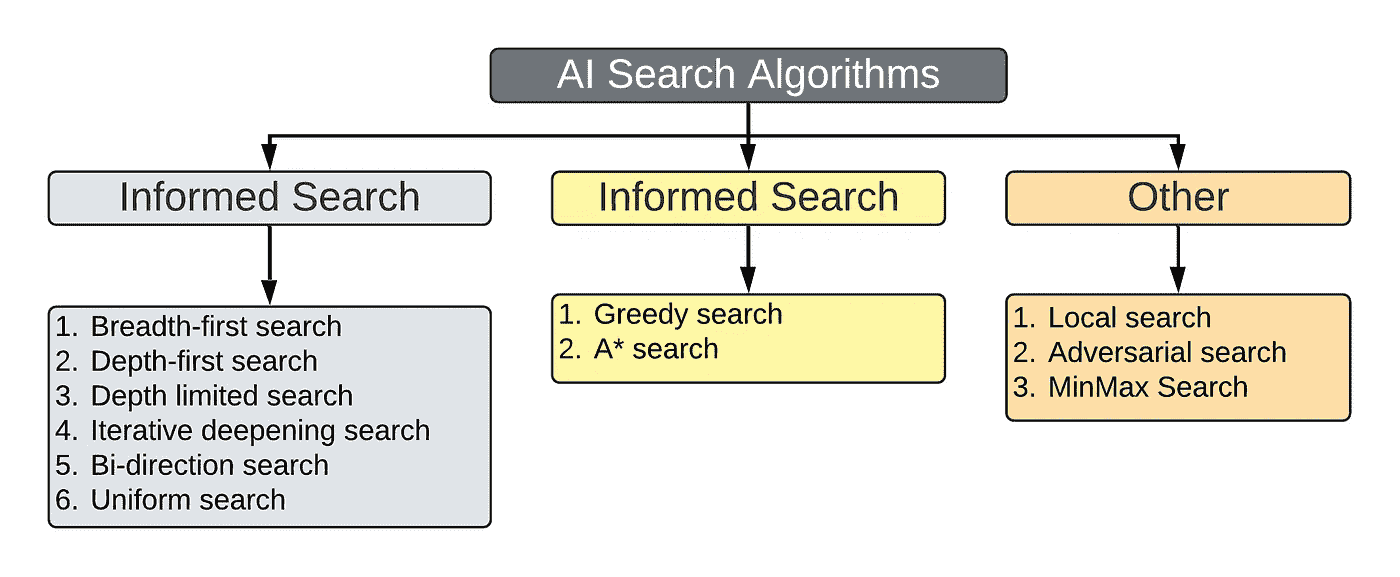 AI Search Algorithms
Informed Search
1. Breadth-first search
2. Depth-first search
3. Depth limited search
4. Iterative deepening search
5. Bi-direction search
6. Uniform search
Informed Search
1. Greedy search
2. A* search
Other
1. Local search
2. Adversarial search
3. MinMax Search